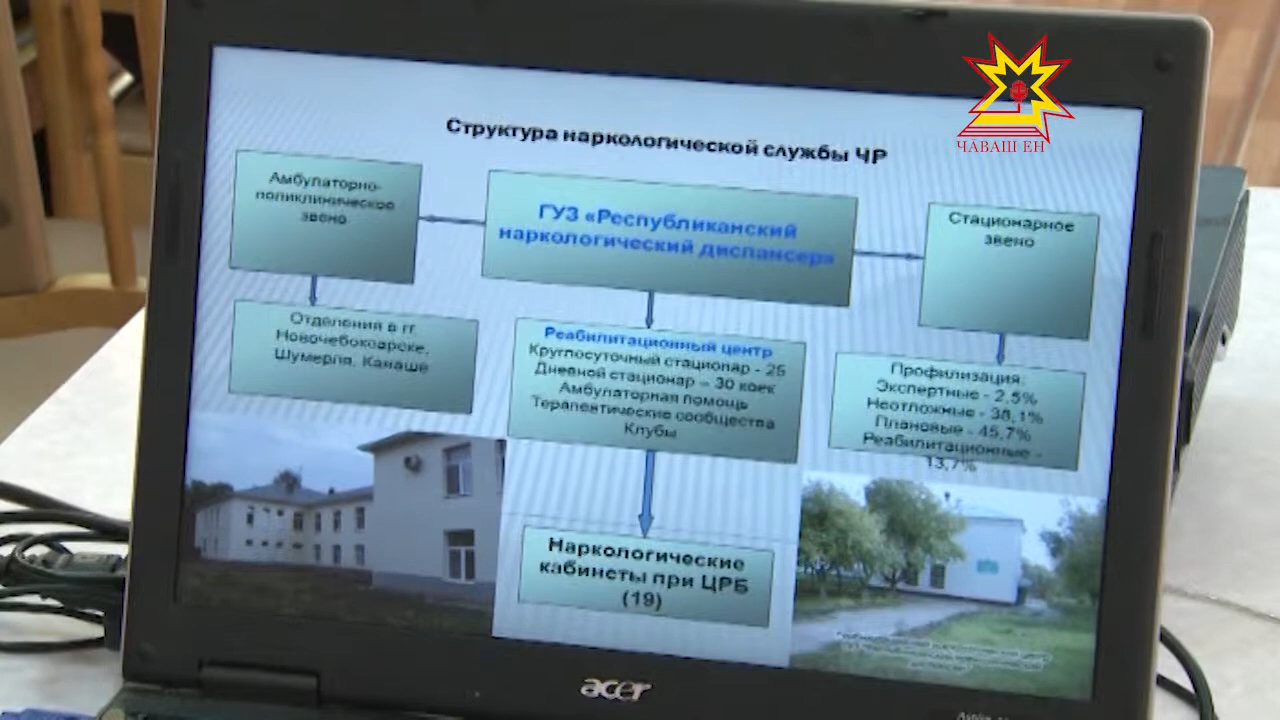 ЧӐВАШ ЕН
Структура наркологической службы ЧР
Амбулаторно-
поликлиническое
звено
ГУЗ «Республиканский
наркологический диспансер»
Стационарное
звено
Отделения в гг.
Новочебоксарске,
Шумерля, Канаше
Реабилитационный центр
Круглосуточный стационар - 25
Дневной стационар – 30 коек
Амбулаторная помощь
Терапевтические сообщества
Клубы
Профилизация:
Экспертные - 2,5%
Неотложные - 38,1%
Плановые - 45,7%
Реабилитационные -
13,7%
Наркологические
кабинеты при ЦРБ
(19)
acer